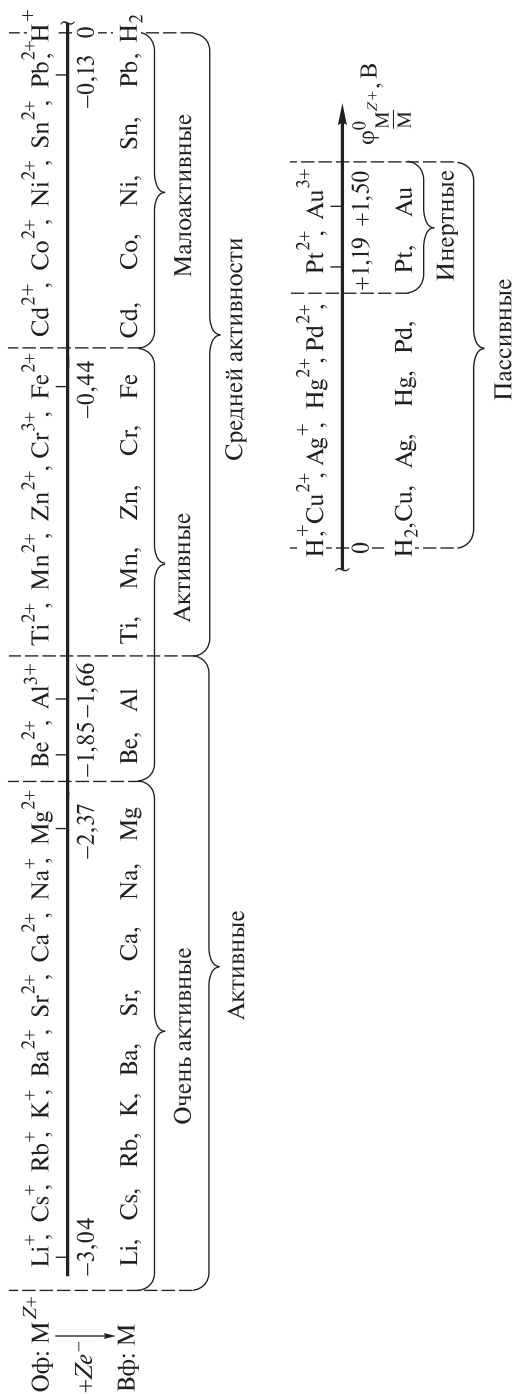 Оф: M^{Z+} Li⁺, Cs⁺, Rb⁺, K⁺, Ba²⁺, Sr²⁺, Ca²⁺, Na⁺, Mg²⁺ Be²⁺, Al³⁺ Ti²⁺, Mn²⁺, Zn²⁺, Cr³⁺, Fe²⁺ Cd²⁺, Co²⁺, Ni²⁺, Sn²⁺, Pb²⁺, H⁺
+Ze⁻ −3,04 −2,37 −1,85 −1,66 −0,44 −0,13 0
Вф: M Li, Cs, Rb, K, Ba, Sr, Ca, Na, Mg Be, Al Ti, Mn, Zn, Cr, Fe Cd, Co, Ni, Sn, Pb, H₂
Очень активные Активные Малоактивные
Активные Средней активности
H⁺, Cu²⁺, Ag⁺, Hg²⁺, Pd²⁺, Pt²⁺, Au³⁺
0 +1,19 +1,50 φ⁰ M^{Z+}/M, В
H₂, Cu, Ag, Hg, Pd, Pt, Au
Инертные
Пассивные